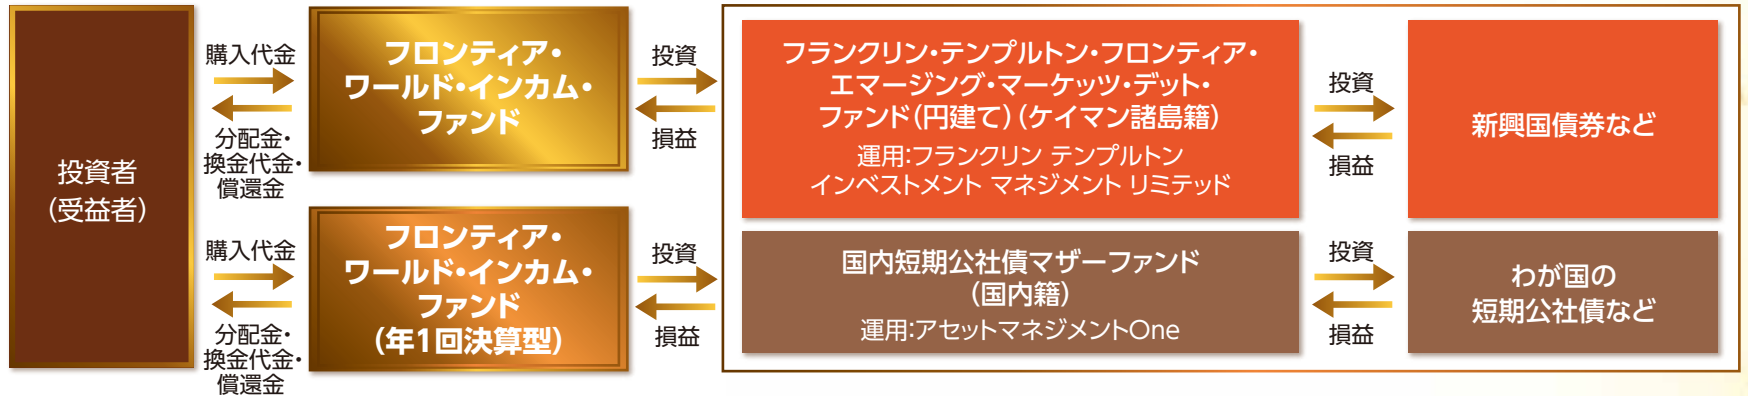 投資者
（受益者）
購入代金
分配金・
換金代金・
償還金
フロンティア・
ワールド・インカム・
ファンド
投資
損益
購入代金
分配金・
換金代金・
償還金
フロンティア・
ワールド・インカム・
ファンド
（年1回決算型）
投資
損益
フランクリン・テンプルトン・フロンティア・
エマージング・マーケッツ・デット・
ファンド（円建て）（ケイマン諸島籍）
運用：フランクリン テンプルトン
インベストメント マネジメント リミテッド
投資
損益
新興国債券など
国内短期公社債マザーファンド
（国内籍）
運用：アセットマネジメントOne
投資
損益
わが国の
短期公社債など